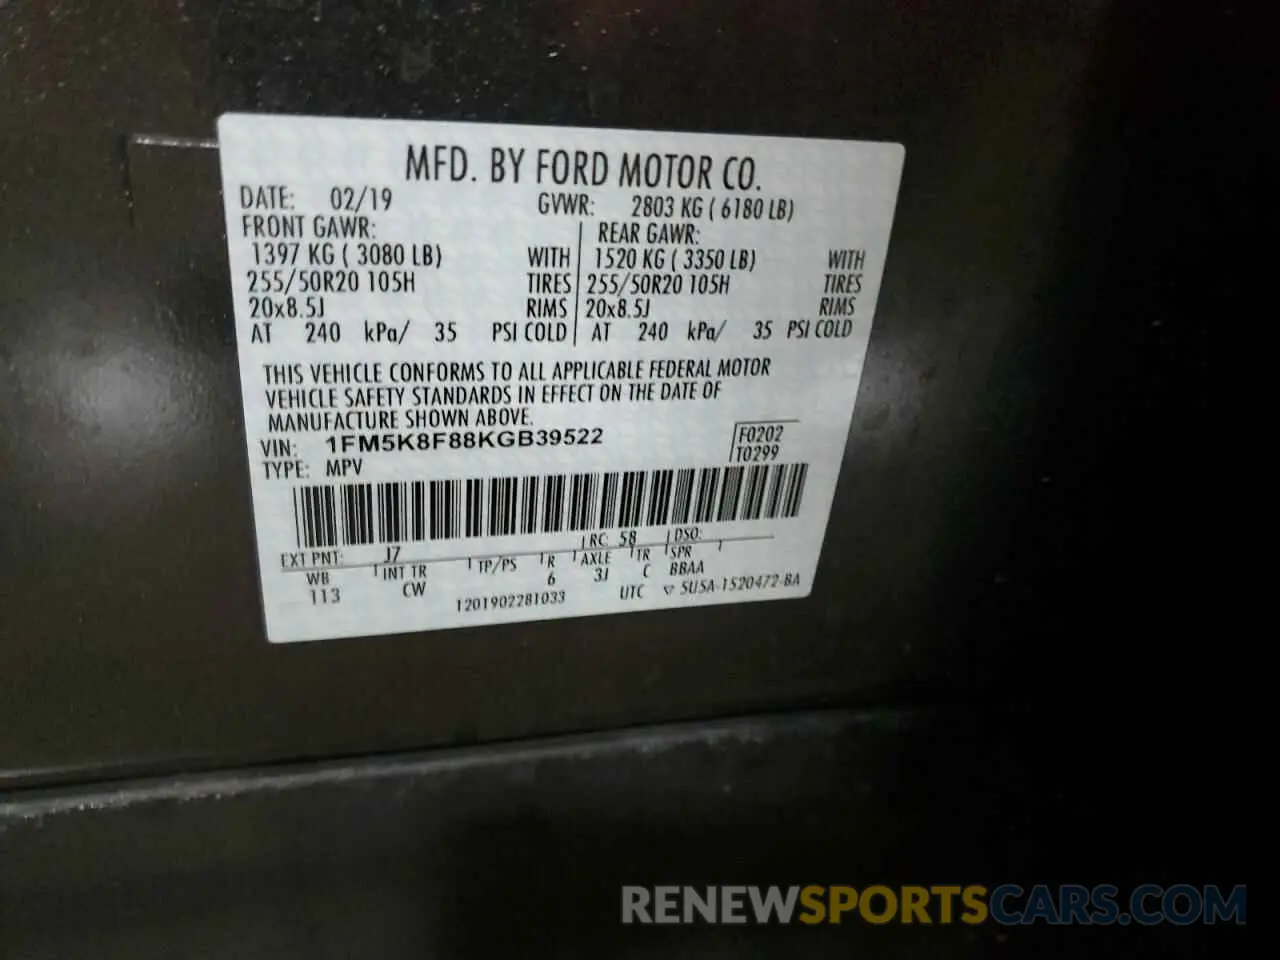 MFD. BY FORD MOTOR CO.
DATE: 02/19 GVWR: 2803 KG ( 6180 LB)
FRONT GAWR: REAR GAWR:
1397 KG ( 3080 LB) WITH 1520 KG ( 3350 LB) WITH
255/50R20 105H TIRES 255/50R20 105H TIRES
20x8.5J RIMS 20x8.5J RIMS
AT 240 kPa/ 35 PSI COLD AT 240 kPa/ 35 PSI COLD
THIS VEHICLE CONFORMS TO ALL APPLICABLE FEDERAL MOTOR
VEHICLE SAFETY STANDARDS IN EFFECT ON THE DATE OF
MANUFACTURE SHOWN ABOVE.
VIN: 1FM5K8F88KGB39522 F0202
TYPE: MPV T0299
EXT PNT: J7 RC: 58 DSO:
WB INT TR TP/PS R AXLE TR SPR
113 CW 6 3J C BBAA
1201902281033 UTC ▽ 5U5A-1520472-BA
RENEWSPORTSCARS.COM